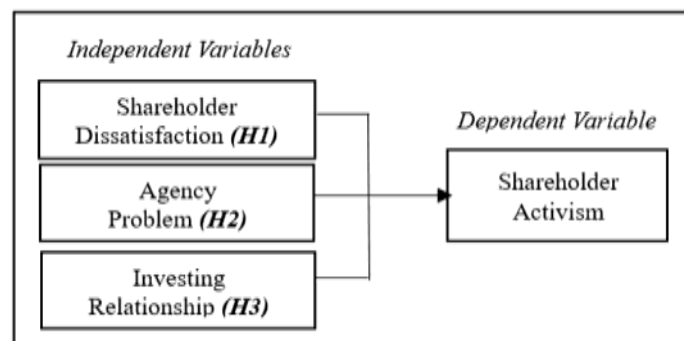 Independent Variables
Shareholder
Dissatisfaction (H1)
Agency
Problem (H2)
Investing
Relationship (H3)
Dependent Variable
Shareholder
Activism